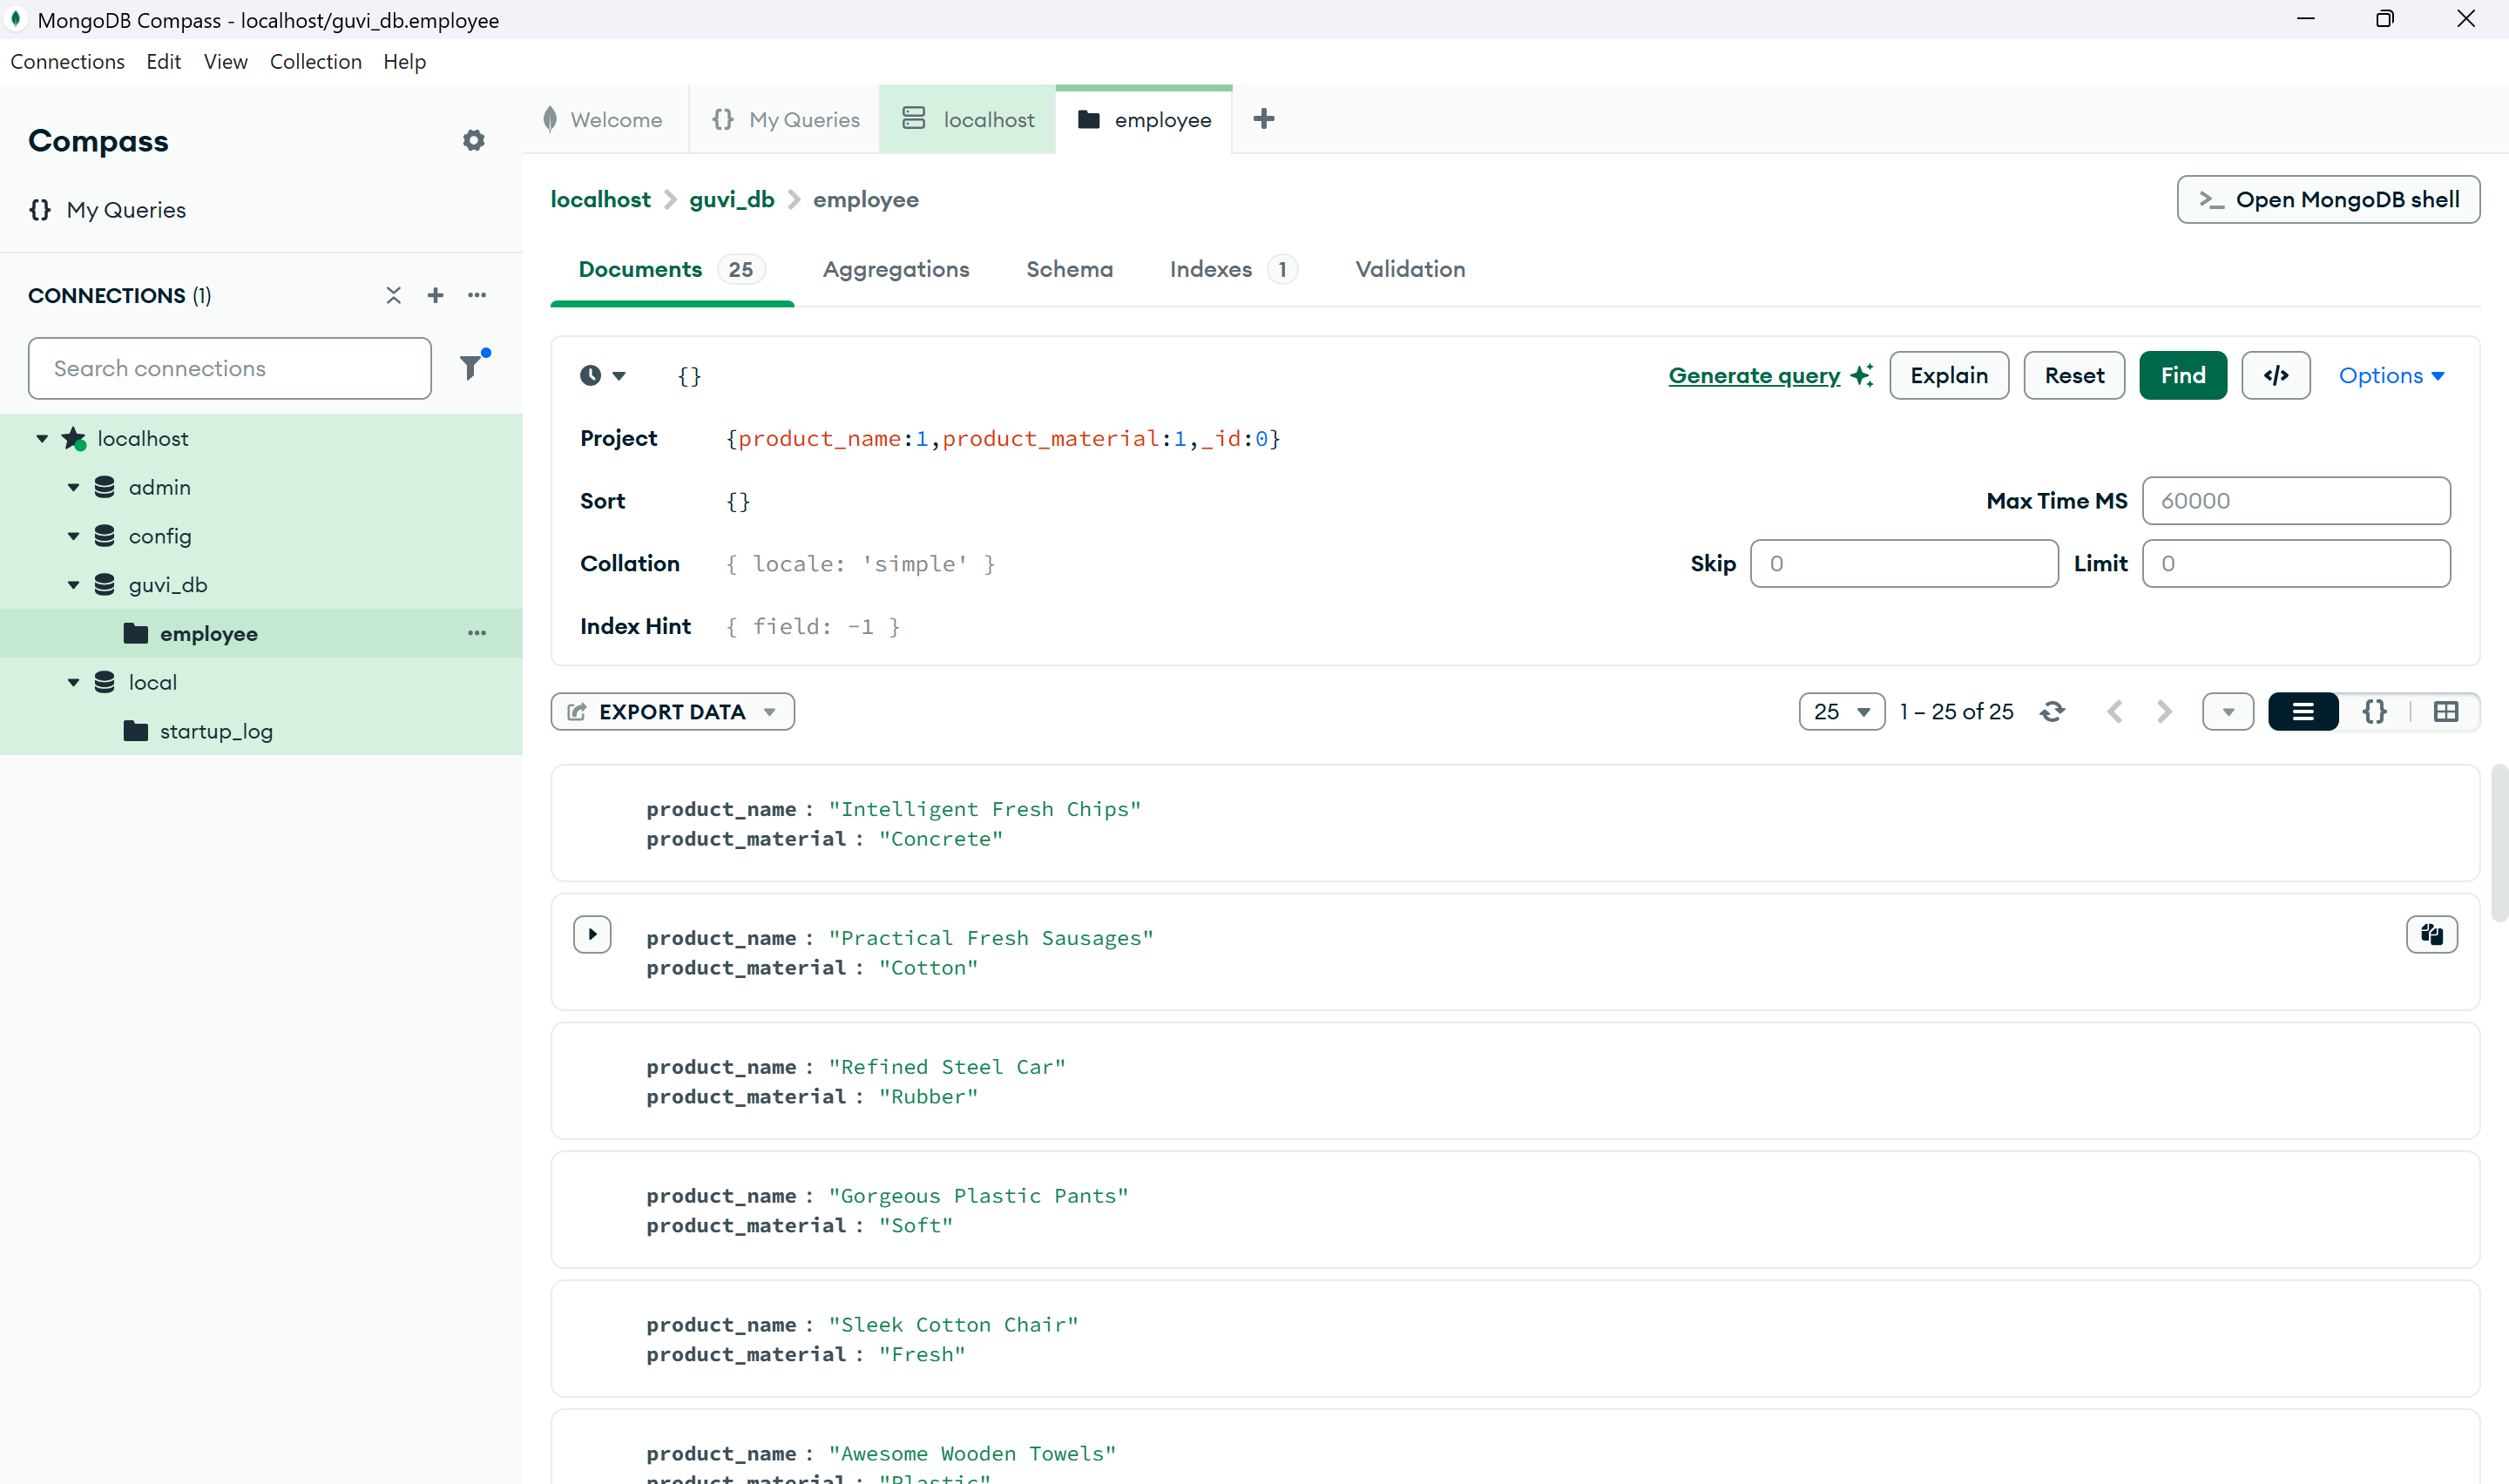 MongoDB Compass - localhost/guvi_db.employee
Connections Edit View Collection Help
Compass
{} My Queries
CONNECTIONS (1)
Search connections
localhost
admin
config
guvi_db
employee
local
startup_log
Welcome
{} My Queries
localhost
employee
localhost > guvi_db > employee
>_ Open MongoDB shell
Documents 25 Aggregations Schema Indexes 1 Validation
{} Generate query Explain Reset Find </> Options
Project {product_name:1,product_material:1,_id:0}
Sort {} Max Time MS 60000
Collation { locale: 'simple' } Skip 0 Limit 0
Index Hint { field: -1 }
EXPORT DATA 25 1 – 25 of 25 {}
product_name : "Intelligent Fresh Chips"
product_material : "Concrete"
product_name : "Practical Fresh Sausages"
product_material : "Cotton"
product_name : "Refined Steel Car"
product_material : "Rubber"
product_name : "Gorgeous Plastic Pants"
product_material : "Soft"
product_name : "Sleek Cotton Chair"
product_material : "Fresh"
product_name : "Awesome Wooden Towels"
product_material : "Plastic"